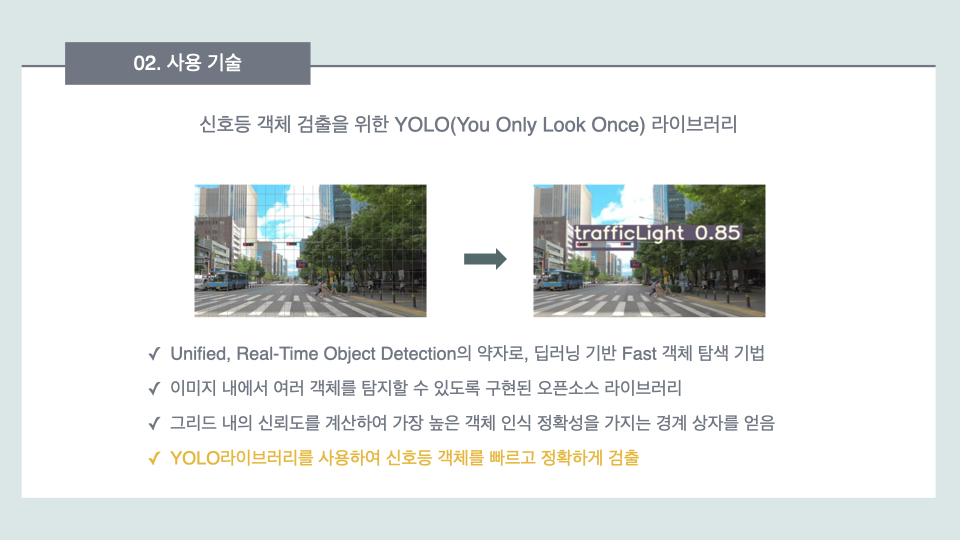 02. 사용 기술
신호등 객체 검출을 위한 YOLO(You Only Look Once) 라이브러리
trafficLight 0.85
✓ Unified, Real-Time Object Detection의 약자로, 딥러닝 기반 Fast 객체 탐색 기법
✓ 이미지 내에서 여러 객체를 탐지할 수 있도록 구현된 오픈소스 라이브러리
✓ 그리드 내의 신뢰도를 계산하여 가장 높은 객체 인식 정확성을 가지는 경계 상자를 얻음
✓ YOLO라이브러리를 사용하여 신호등 객체를 빠르고 정확하게 검출